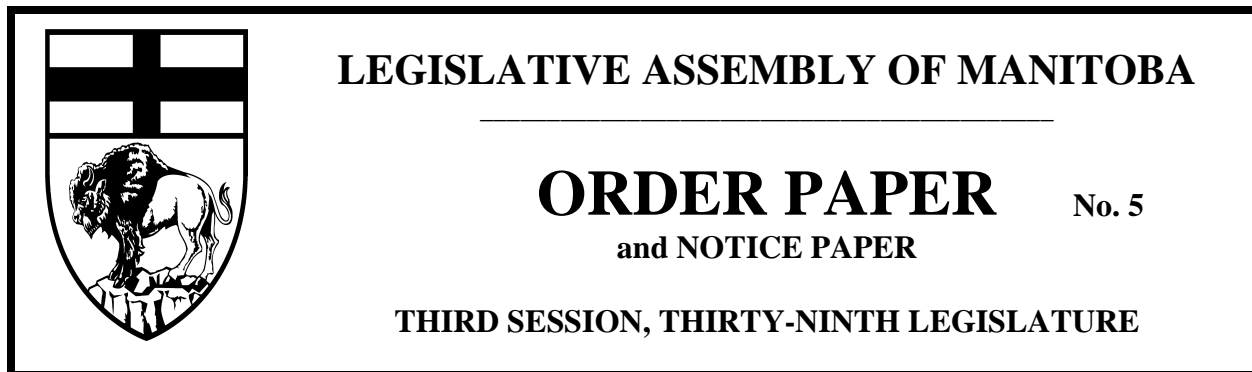 LEGISLATIVE ASSEMBLY OF MANITOBA
ORDER PAPER No. 5
and NOTICE PAPER
THIRD SESSION, THIRTY-NINTH LEGISLATURE